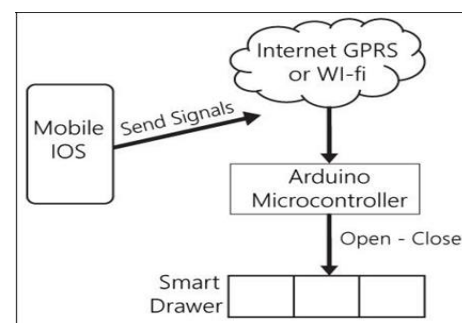 Internet GPRS
or WI-fi
Mobile
IOS
Send Signals
Arduino
Microcontroller
Open - Close
Smart
Drawer